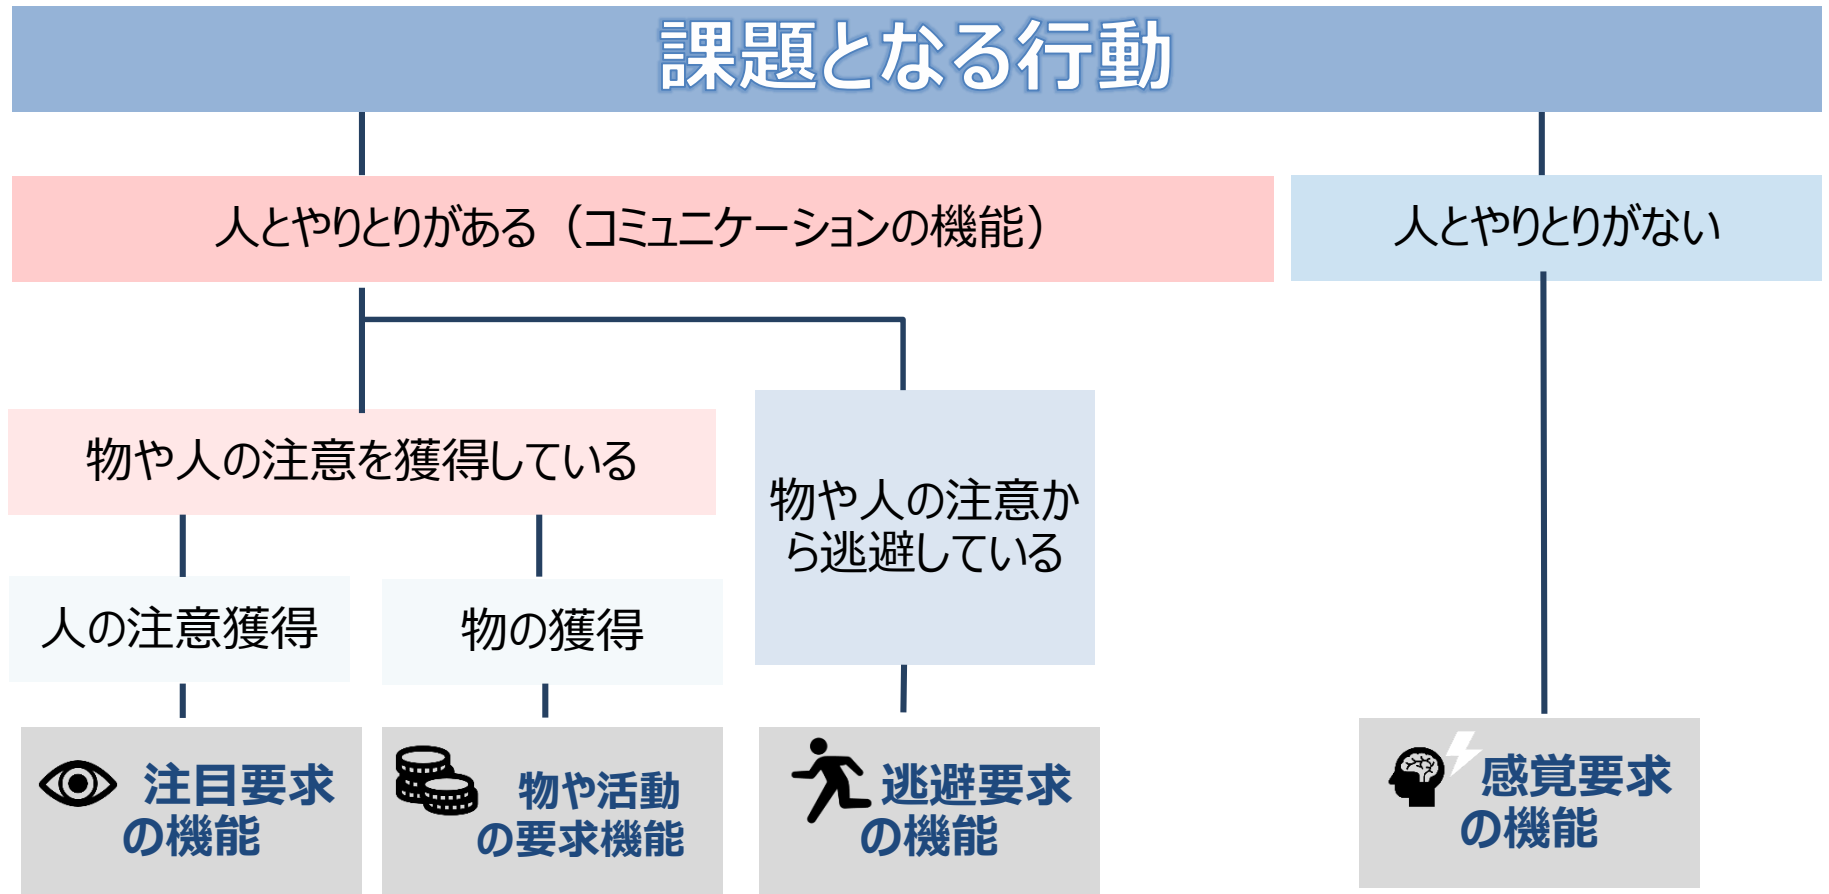 課題となる行動
人とやりとりがある（コミュニケーションの機能）
人とやりとりがない
物や人の注意を獲得している
物や人の注意か
ら逃避している
人の注意獲得
物の獲得
注目要求
の機能
物や活動
の要求機能
逃避要求
の機能
感覚要求
の機能